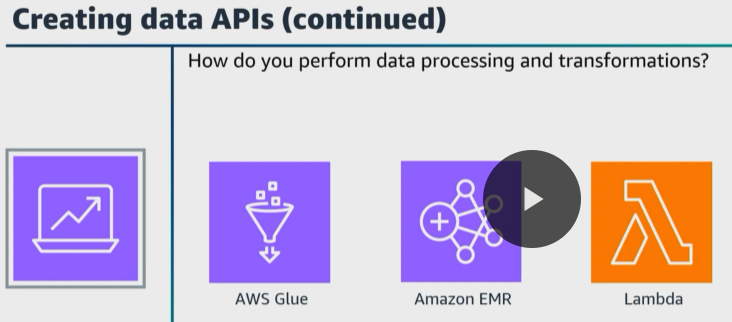 Creating data APIs (continued)
How do you perform data processing and transformations?
AWS Glue
Amazon EMR
Lambda